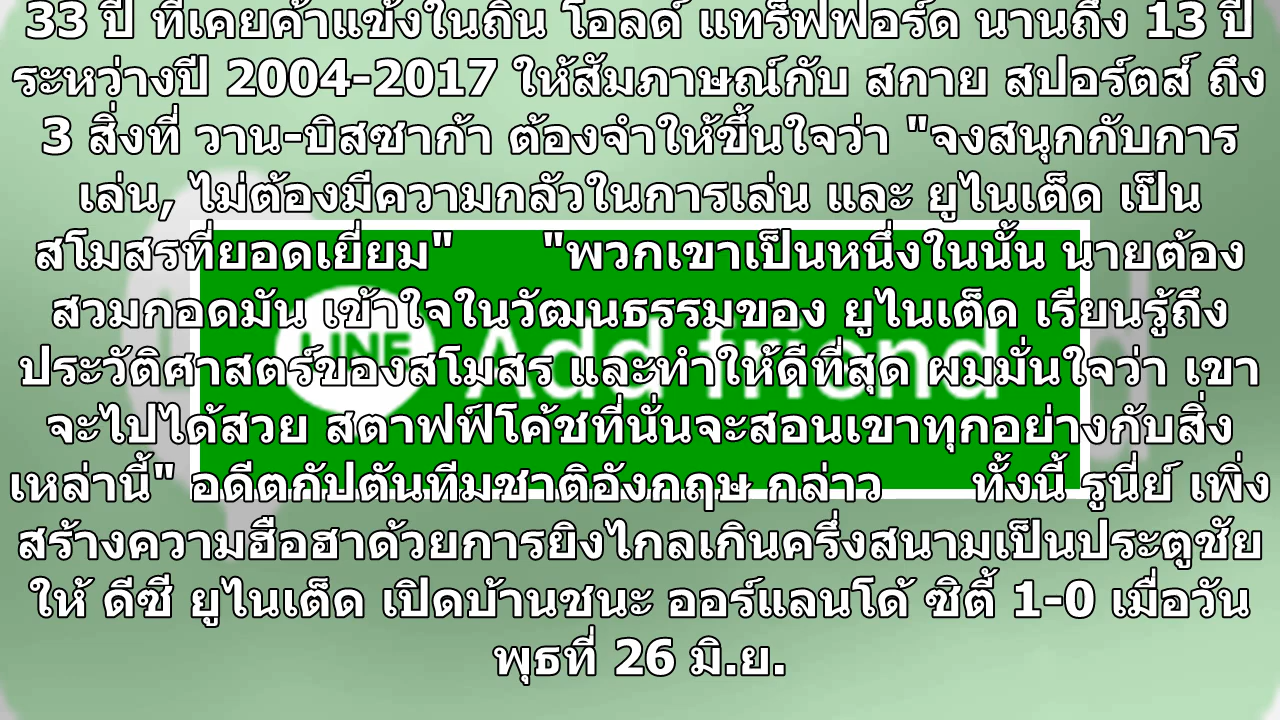 33 ปี ที่เคยค้าแข้งในถิ่น โอลด์ แทร็ฟฟอร์ด นานถึง 13 ปี
ระหว่างปี 2004-2017 ให้สัมภาษณ์กับ สกาย สปอร์ตส์ ถึง
3 สิ่งที่ วาน-บิสซาก้า ต้องจำให้ขึ้นใจว่า "จงสนุกกับการ
เล่น, ไม่ต้องมีความกลัวในการเล่น และ ยูไนเต็ด เป็น
สโมสรที่ยอดเยี่ยม" "พวกเขาเป็นหนึ่งในนั้น นายต้อง
สวมกอดมัน เข้าใจในวัฒนธรรมของ ยูไนเต็ด เรียนรู้ถึง
ประวัติศาสตร์ของสโมสร และทำให้ดีที่สุด ผมมั่นใจว่า เขา
จะไปได้สวย สตาฟฟ์โค้ชที่นั่นจะสอนเขาทุกอย่างกับสิ่ง
เหล่านี้" อดีตกัปตันทีมชาติอังกฤษ กล่าว ทั้งนี้ รูนี่ย์ เพิ่ง
สร้างความฮือฮาด้วยการยิงไกลเกินครึ่งสนามเป็นประตูชัย
ให้ ดีซี ยูไนเต็ด เปิดบ้านชนะ ออร์แลนโด้ ซิตี้ 1-0 เมื่อวัน
พุธที่ 26 มิ.ย.
LINE Add friend